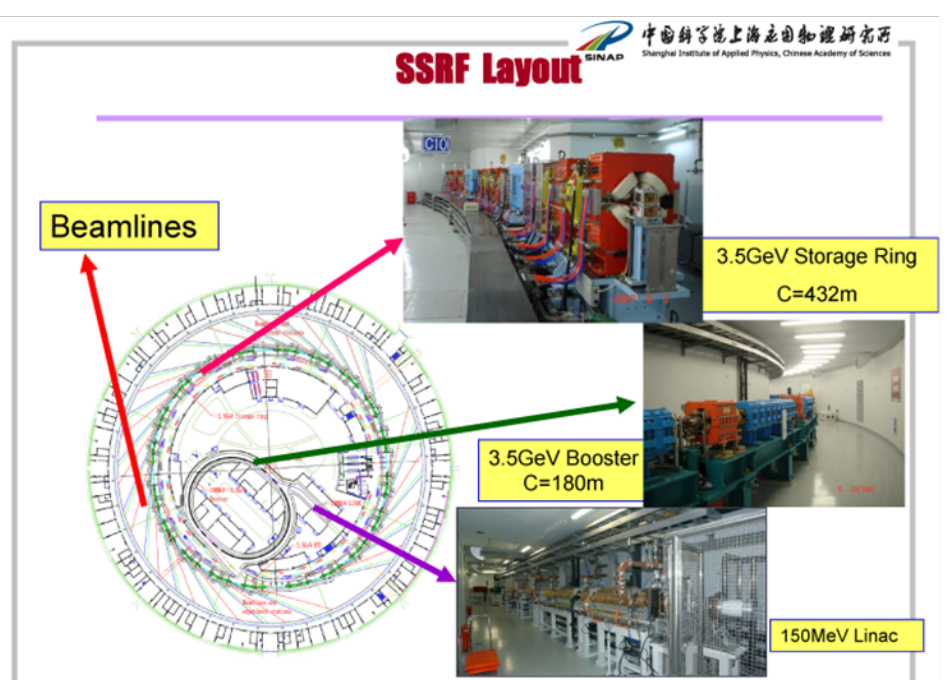 中国科学院上海应用物理研究所
Shanghai Institute of Applied Physics, Chinese Academy of Sciences
SINAP
SSRF Layout
C10
Beamlines
3.5GeV Storage Ring
C=432m
3.5GeV Booster
C=180m
150MeV Linac